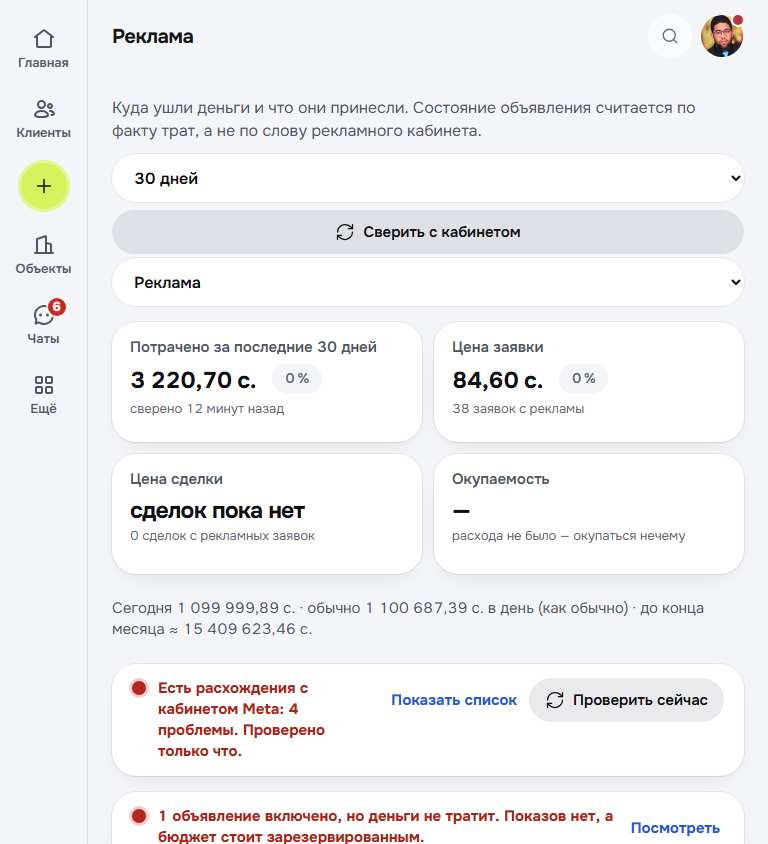 Реклама
Главная
Клиенты
Объекты
6
Чаты
Ещё
Куда ушли деньги и что они принесли. Состояние объявления считается по
факту трат, а не по слову рекламного кабинета.
30 дней
Сверить с кабинетом
Реклама
Потрачено за последние 30 дней
3 220,70 с. 0 %
сверено 12 минут назад
Цена заявки
84,60 с. 0 %
38 заявок с рекламы
Цена сделки
сделок пока нет
0 сделок с рекламных заявок
Окупаемость
—
расхода не было — окупаться нечему
Сегодня 1 099 999,89 с. · обычно 1 100 687,39 с. в день (как обычно) · до конца
месяца ≈ 15 409 623,46 с.
Есть расхождения с
кабинетом Meta: 4
проблемы. Проверено
только что.
Показать список
Проверить сейчас
1 объявление включено, но деньги не тратит. Показов нет, а
бюджет стоит зарезервированным.
Посмотреть